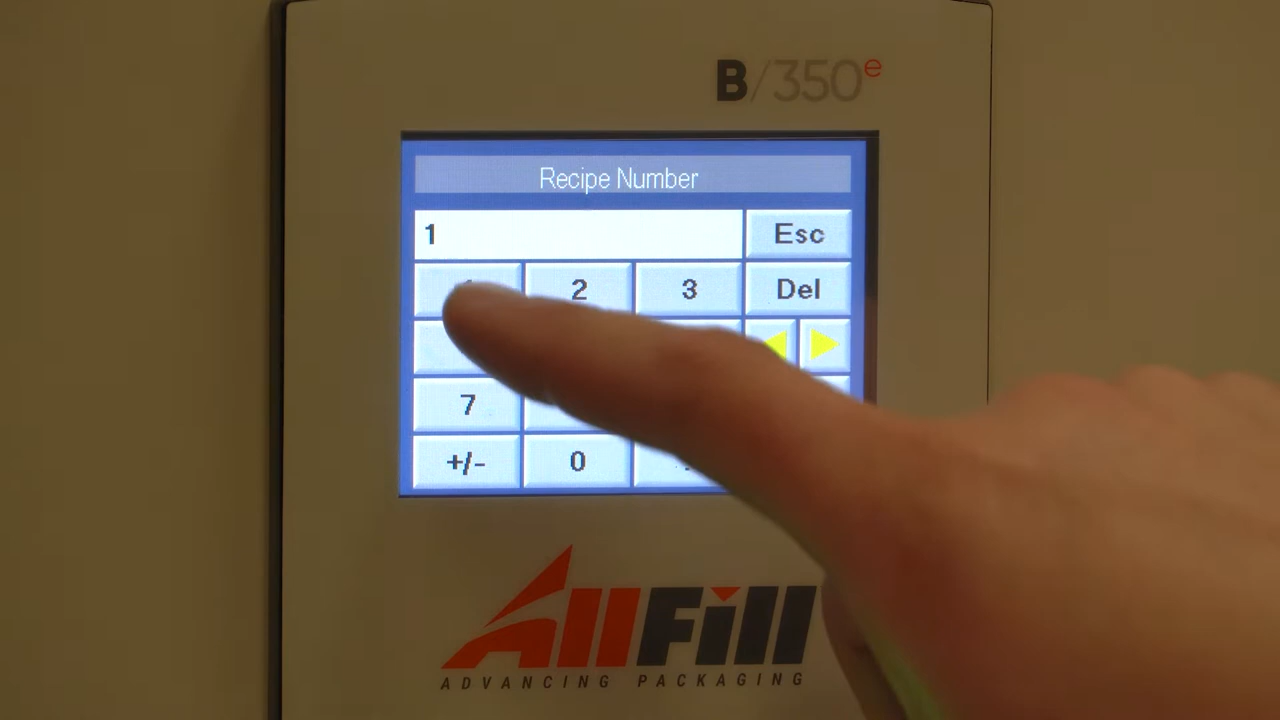 B/350e
Recipe Number
1 Esc
2 3 Del
7
+/- 0
AllFill
ADVANCING PACKAGING